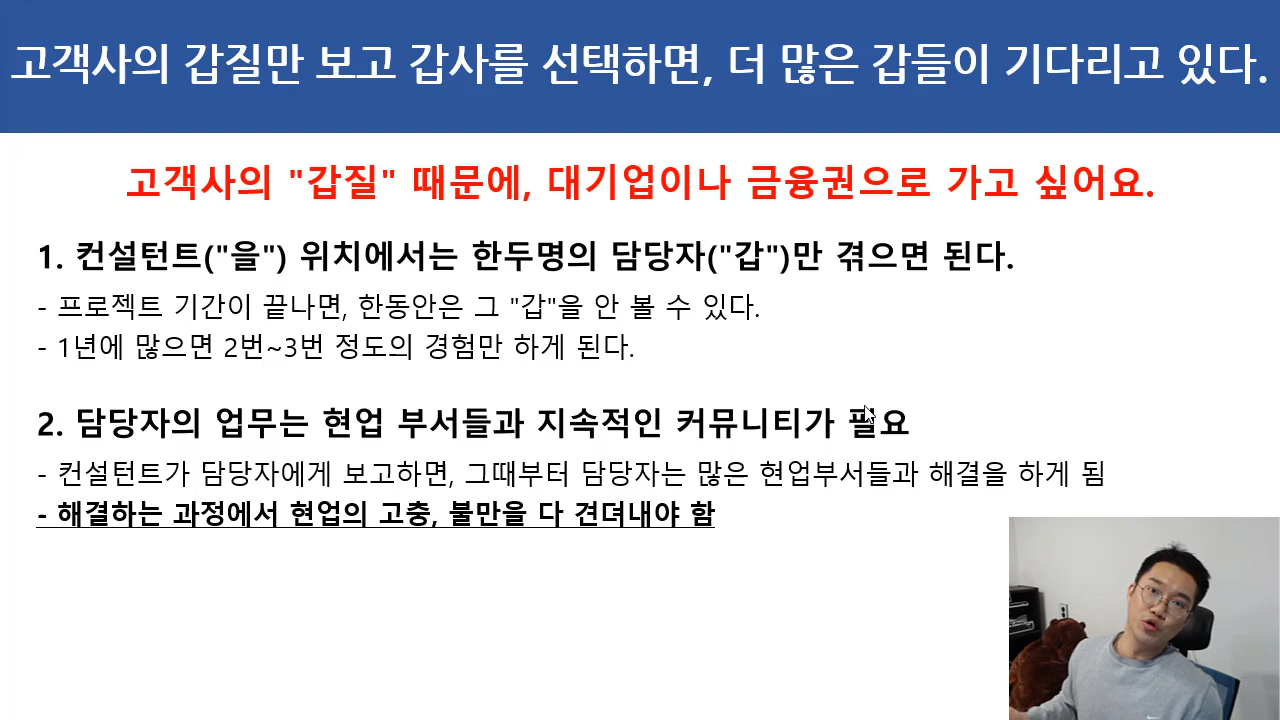 고객사의 갑질만 보고 갑사를 선택하면, 더 많은 갑들이 기다리고 있다.
고객사의 "갑질" 때문에, 대기업이나 금융권으로 가고 싶어요.
1. 컨설턴트("을") 위치에서는 한두명의 담당자("갑")만 겪으면 된다.
- 프로젝트 기간이 끝나면, 한동안은 그 "갑"을 안 볼 수 있다.
- 1년에 많으면 2번~3번 정도의 경험만 하게 된다.
2. 담당자의 업무는 현업 부서들과 지속적인 커뮤니티가 필요
- 컨설턴트가 담당자에게 보고하면, 그때부터 담당자는 많은 현업부서들과 해결을 하게 됨
- 해결하는 과정에서 현업의 고충, 불만을 다 견뎌내야 함